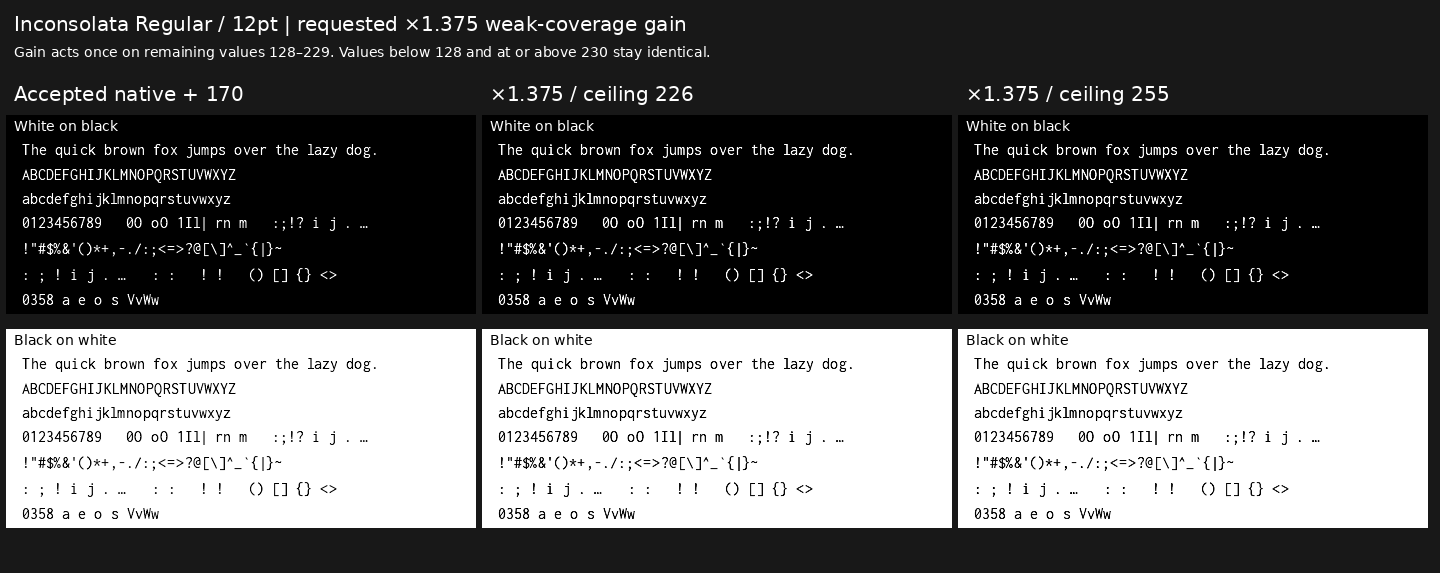 Inconsolata Regular / 12pt | requested ×1.375 weak-coverage gain
Gain acts once on remaining values 128–229. Values below 128 and at or above 230 stay identical.
Accepted native + 170
White on black
The quick brown fox jumps over the lazy dog.
ABCDEFGHIJKLMNOPQRSTUVWXYZ
abcdefghijklmnopqrstuvwxyz
0123456789   0O oO 1Il| rn m   :;!? i j . …
!"#$%&'()*+,-./:;<=>?@[\]^_`{|}~
: ; ! i j . …   : :   ! !   () [] {} <>
0358 a e o s VvWw
Black on white
The quick brown fox jumps over the lazy dog.
ABCDEFGHIJKLMNOPQRSTUVWXYZ
abcdefghijklmnopqrstuvwxyz
0123456789   0O oO 1Il| rn m   :;!? i j . …
!"#$%&'()*+,-./:;<=>?@[\]^_`{|}~
: ; ! i j . …   : :   ! !   () [] {} <>
0358 a e o s VvWw
×1.375 / ceiling 226
White on black
The quick brown fox jumps over the lazy dog.
ABCDEFGHIJKLMNOPQRSTUVWXYZ
abcdefghijklmnopqrstuvwxyz
0123456789   0O oO 1Il| rn m   :;!? i j . …
!"#$%&'()*+,-./:;<=>?@[\]^_`{|}~
: ; ! i j . …   : :   ! !   () [] {} <>
0358 a e o s VvWw
Black on white
The quick brown fox jumps over the lazy dog.
ABCDEFGHIJKLMNOPQRSTUVWXYZ
abcdefghijklmnopqrstuvwxyz
0123456789   0O oO 1Il| rn m   :;!? i j . …
!"#$%&'()*+,-./:;<=>?@[\]^_`{|}~
: ; ! i j . …   : :   ! !   () [] {} <>
0358 a e o s VvWw
×1.375 / ceiling 255
White on black
The quick brown fox jumps over the lazy dog.
ABCDEFGHIJKLMNOPQRSTUVWXYZ
abcdefghijklmnopqrstuvwxyz
0123456789   0O oO 1Il| rn m   :;!? i j . …
!"#$%&'()*+,-./:;<=>?@[\]^_`{|}~
: ; ! i j . …   : :   ! !   () [] {} <>
0358 a e o s VvWw
Black on white
The quick brown fox jumps over the lazy dog.
ABCDEFGHIJKLMNOPQRSTUVWXYZ
abcdefghijklmnopqrstuvwxyz
0123456789   0O oO 1Il| rn m   :;!? i j . …
!"#$%&'()*+,-./:;<=>?@[\]^_`{|}~
: ; ! i j . …   : :   ! !   () [] {} <>
0358 a e o s VvWw